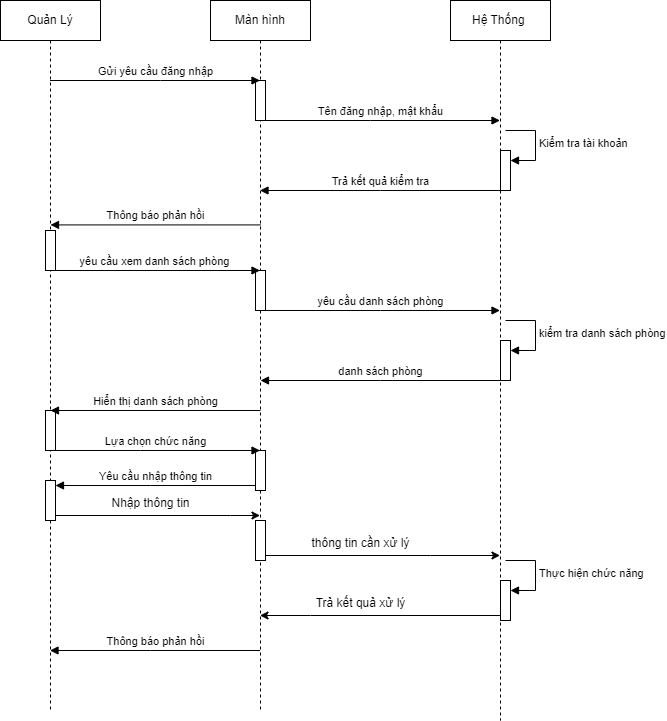 Quản Lý
Màn hình
Hệ Thống
Gửi yêu cầu đăng nhập
Tên đăng nhập, mật khẩu
Kiểm tra tài khoản
Trả kết quả kiểm tra
Thông báo phản hồi
yêu cầu xem danh sách phòng
yêu cầu danh sách phòng
kiểm tra danh sách phòng
danh sách phòng
Hiển thị danh sách phòng
Lựa chọn chức năng
Yêu cầu nhập thông tin
Nhập thông tin
thông tin cần xử lý
Thực hiện chức năng
Trả kết quả xử lý
Thông báo phản hồi